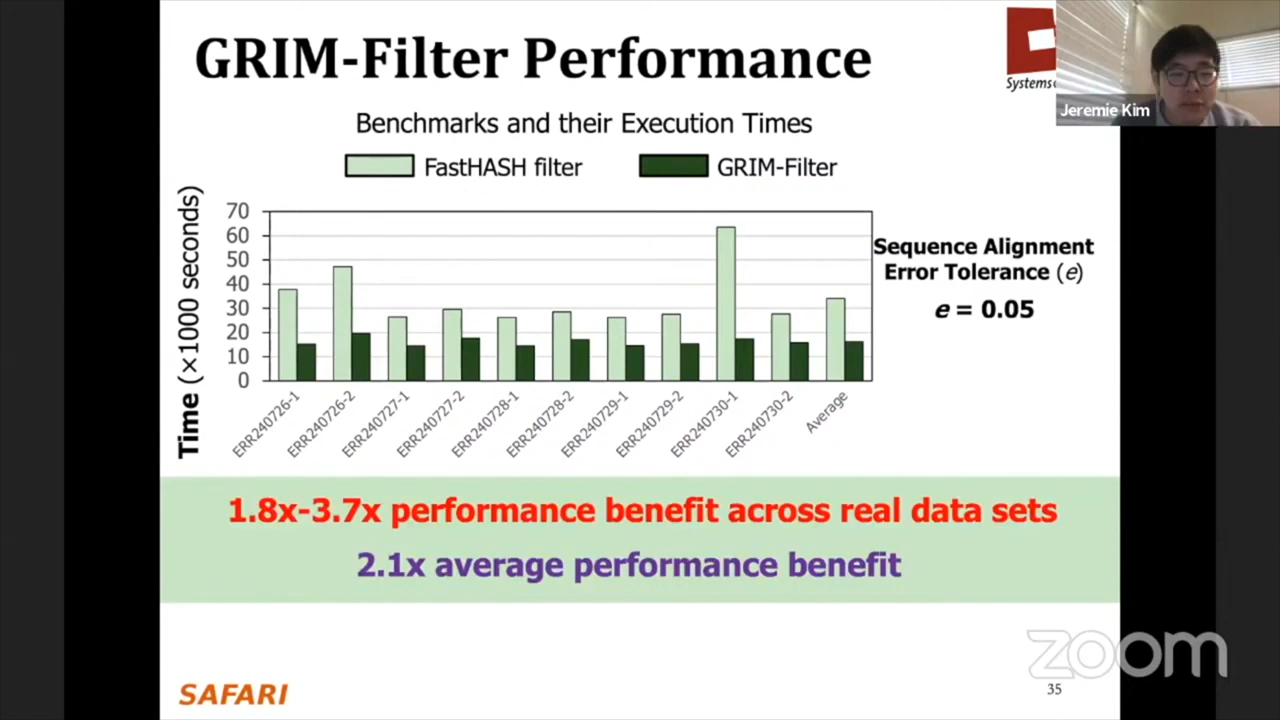 GRIM-Filter Performance
Systems
Jeremie Kim
Benchmarks and their Execution Times
FastHASH filter
GRIM-Filter
Time (×1000 seconds)
70
60
50
40
30
20
10
0
ERR240726-1
ERR240726-2
ERR240727-1
ERR240727-2
ERR240728-1
ERR240728-2
ERR240729-1
ERR240729-2
ERR240730-1
ERR240730-2
Average
Sequence Alignment
Error Tolerance (e)
e = 0.05
1.8x-3.7x performance benefit across real data sets
2.1x average performance benefit
zoom
SAFARI
35